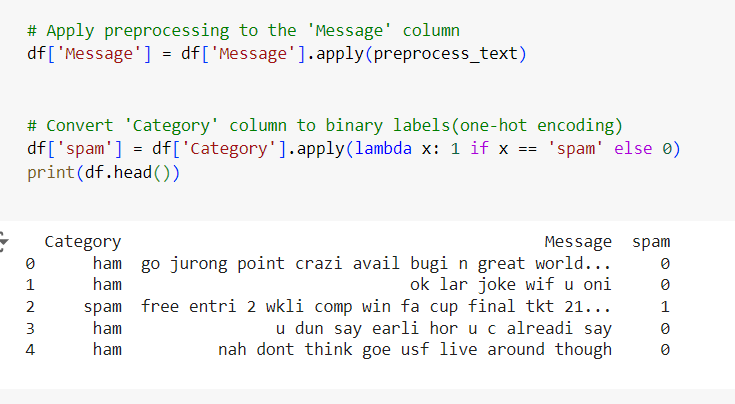 # Apply preprocessing to the 'Message' column
df['Message'] = df['Message'].apply(preprocess_text)
# Convert 'Category' column to binary labels(one-hot encoding)
df['spam'] = df['Category'].apply(lambda x: 1 if x == 'spam' else 0)
print(df.head())
Category Message spam
0 ham go jurong point crazi avail bugi n great world... 0
1 ham ok lar joke wif u oni 0
2 spam free entri 2 wkli comp win fa cup final tkt 21... 1
3 ham u dun say earli hor u c alreadi say 0
4 ham nah dont think goe usf live around though 0